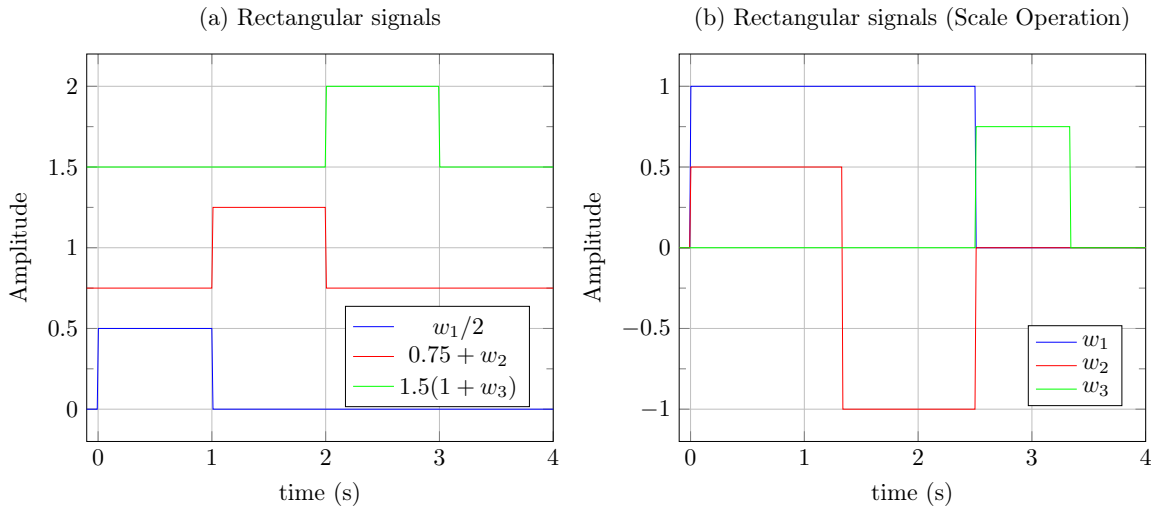 (a) Rectangular signals
2
1.5
1
0.5
0
0 1 2 3 4
Amplitude
time (s)
w₁/2
0.75 + w₂
1.5(1 + w₃)
(b) Rectangular signals (Scale Operation)
1
0.5
0
−0.5
−1
0 1 2 3 4
Amplitude
time (s)
w₁
w₂
w₃